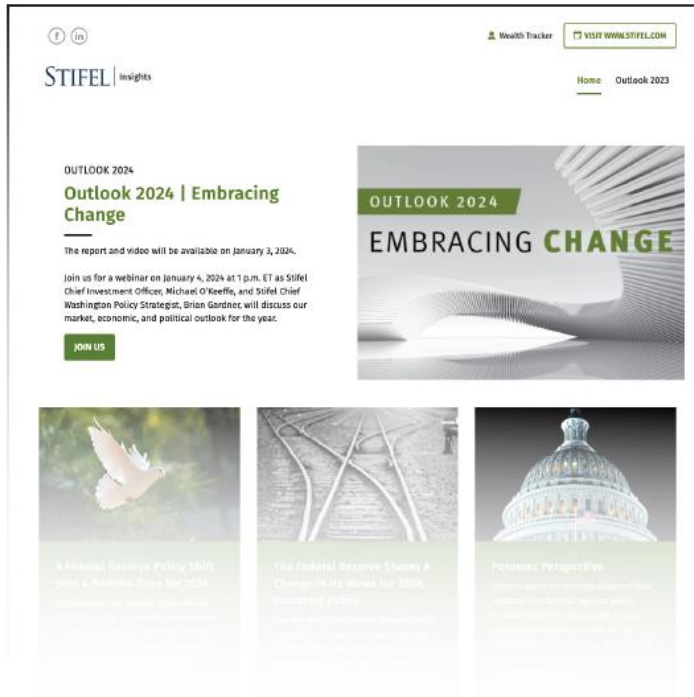 f in
Wealth Tracker
VISIT WWW.STIFEL.COM
STIFEL | Insights
Home Outlook 2023
OUTLOOK 2024
Outlook 2024 | Embracing
Change
The report and video will be available on January 3, 2024.
Join us for a webinar on January 4, 2024 at 1 p.m. ET as Stifel
Chief Investment Officer, Michael O'Keeffe, and Stifel Chief
Washington Policy Strategist, Brian Gardner, will discuss our
market, economic, and political outlook for the year.
JOIN US
OUTLOOK 2024
EMBRACING CHANGE
A Federal Reserve Policy Shift
Sets a Positive Tone for 2024
The Federal Reserve Shares A
Change in Its Views for 2024
Monetary Policy
Potomac Perspective